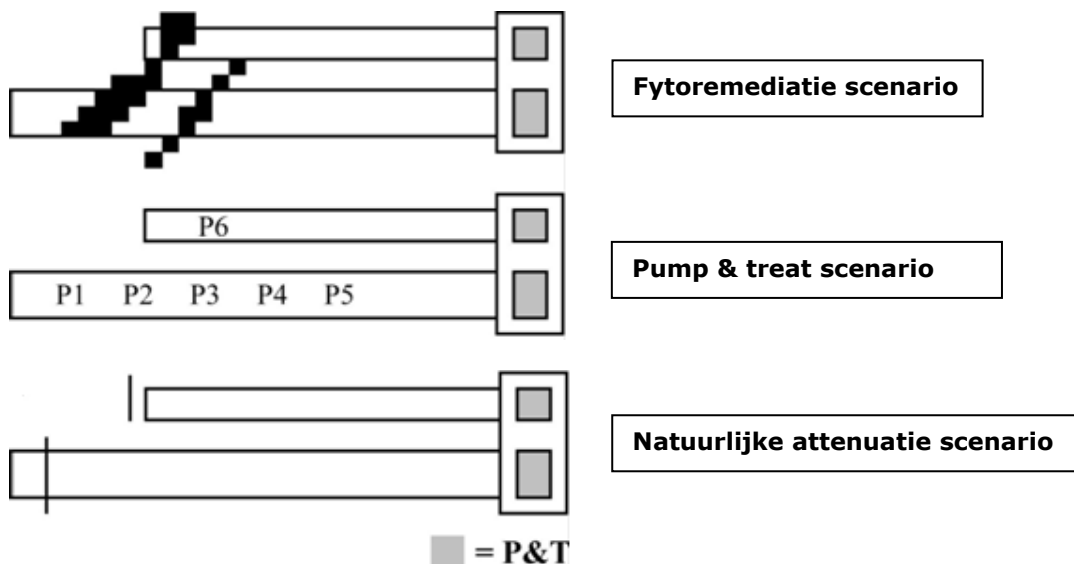 Fytoremediatie scenario
P6
P1 P2 P3 P4 P5
Pump & treat scenario
Natuurlijke attenuatie scenario
= P&T